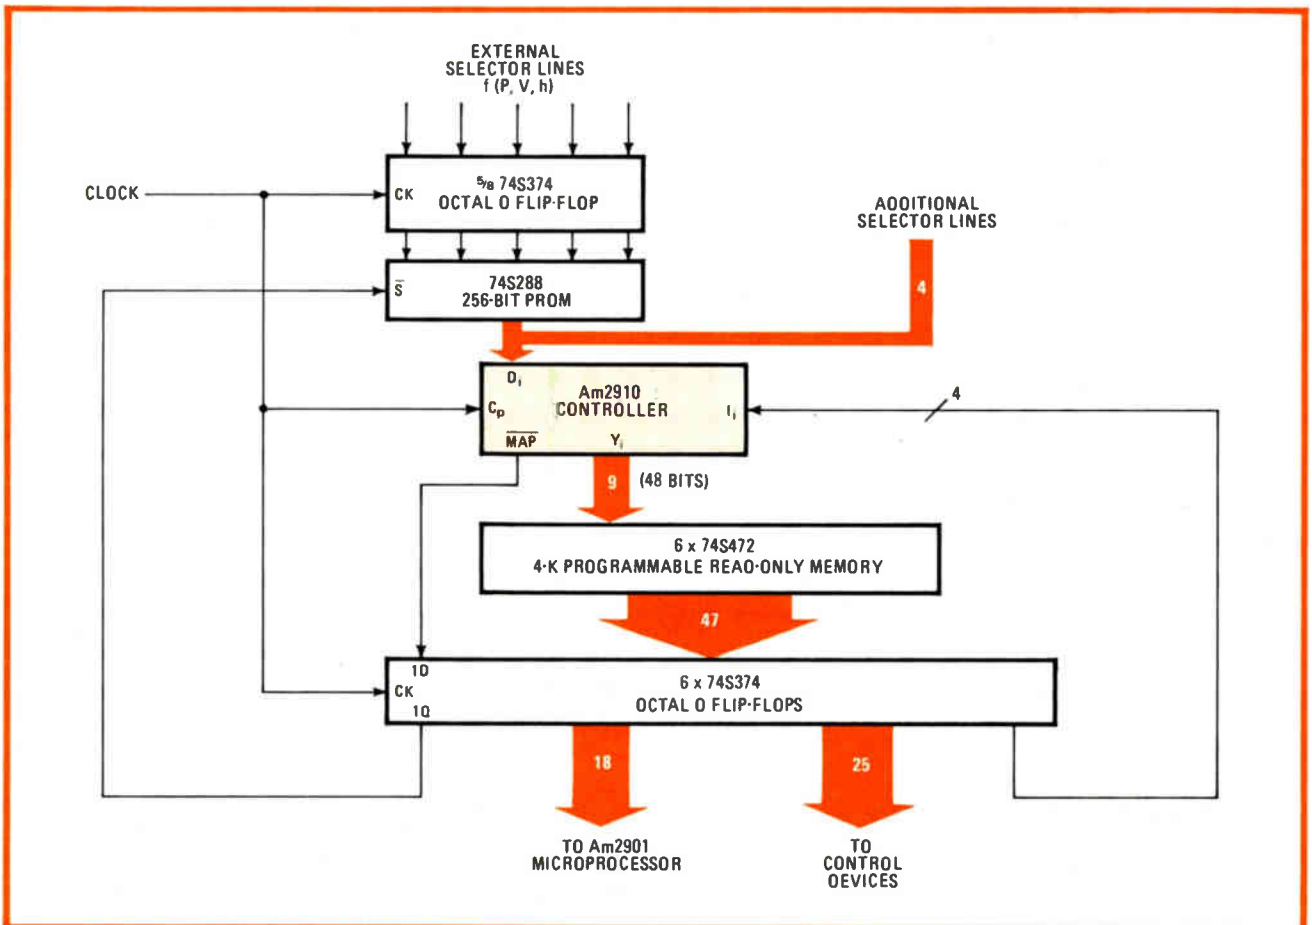 EXTERNAL
SELECTOR LINES
f (P, V, h)
CLOCK
CK
5/8 74S374
OCTAL O FLIP-FLOP
AOOITIONAL
SELECTOR LINES
S̅
74S288
256-BIT PROM
4
Di
Am2910
CONTROLLER
Cp
Ii
4
M̅A̅P̅
Yi
9
(48 BITS)
6 x 74S472
4-K PROGRAMMABLE REAO-ONLY MEMORY
47
1D
CK
6 x 74S374
OCTAL O FLIP-FLOPS
1Q
18
25
TO Am2901
MICROPROCESSOR
TO
CONTROL
OEVICES